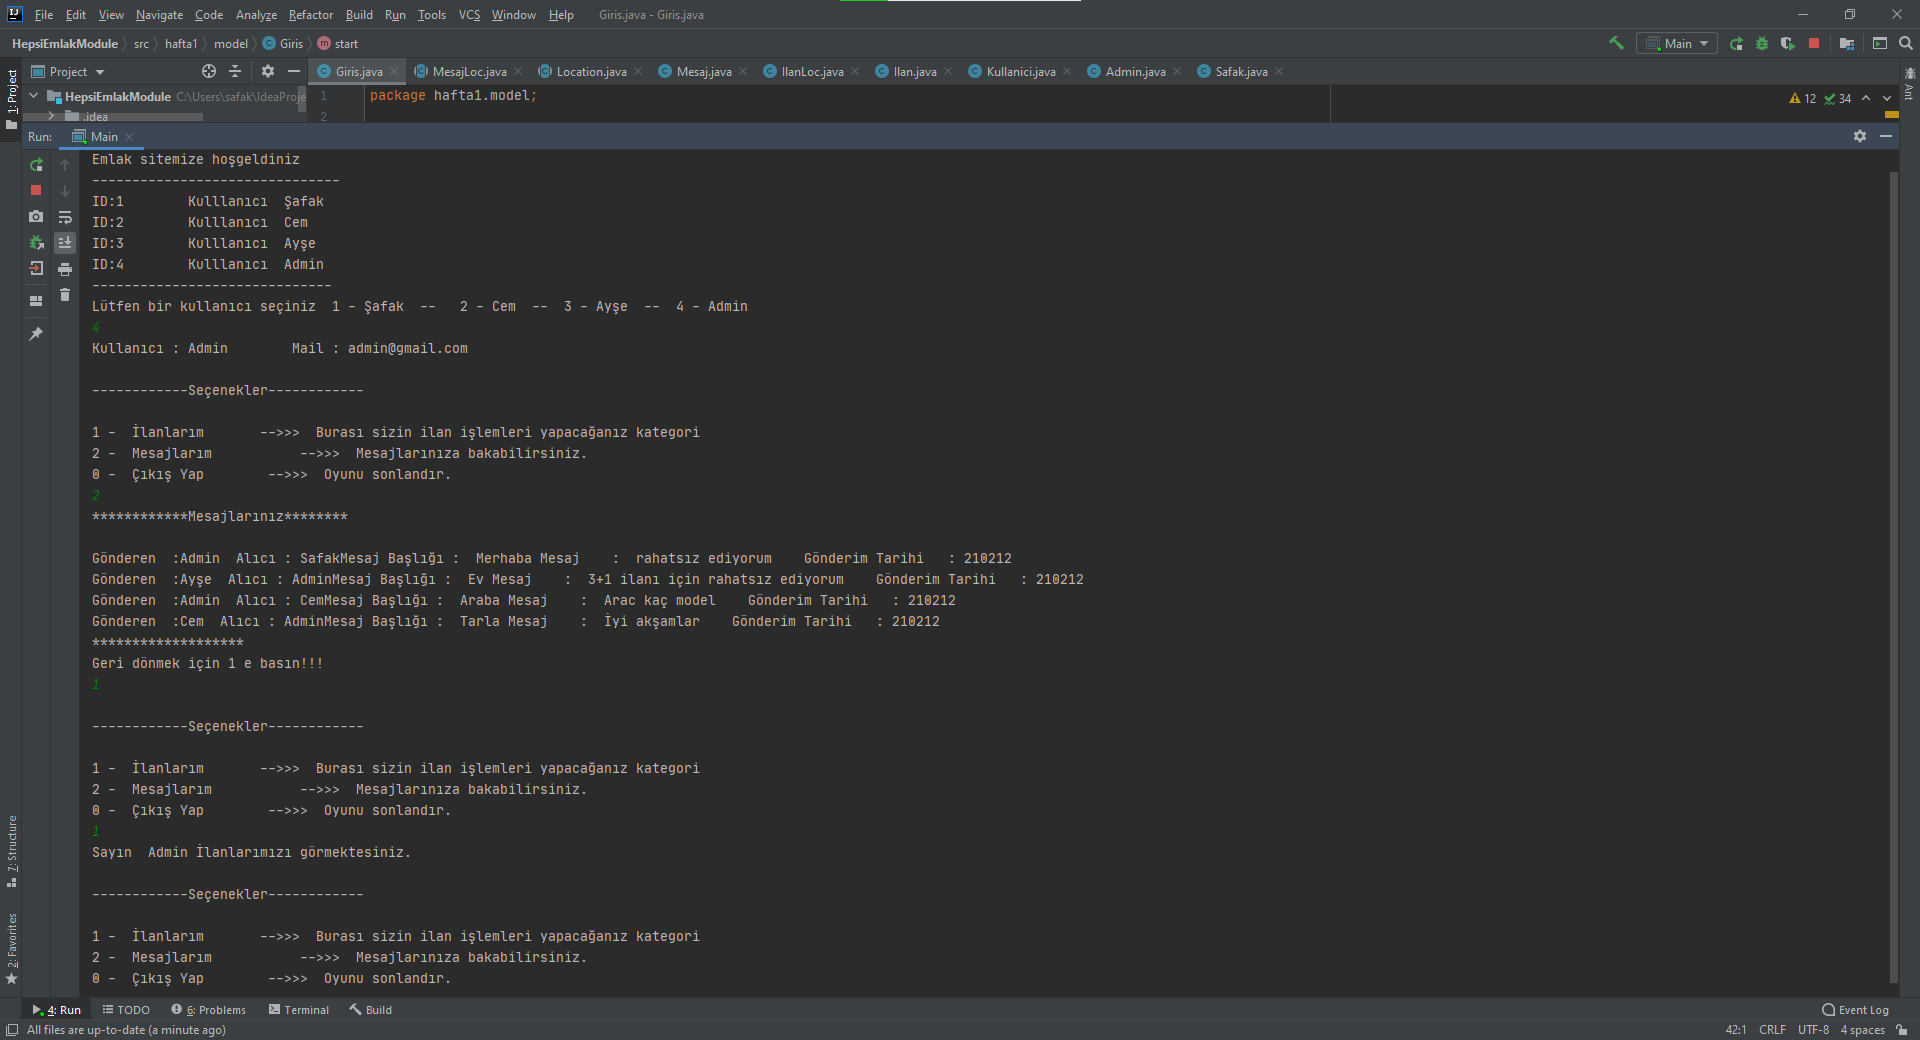 File Edit View Navigate Code Analyze Refactor Build Run Tools VCS Window Help Giris.java - Giris.java
HepsiEmlakModule src hafta1 model Giris start Main
Project Giris.java MesajLoc.java Location.java Mesaj.java IlanLoc.java Ilan.java Kullanici.java Admin.java Safak.java
HepsiEmlakModule C:\Users\safak\IdeaProje 1 package hafta1.model; 12 34
.idea 2
1: Project
Ant
Run: Main
Emlak sitemize hoşgeldiniz
-------------------------------
ID:1 Kulllanıcı Şafak
ID:2 Kulllanıcı Cem
ID:3 Kulllanıcı Ayşe
ID:4 Kulllanıcı Admin
------------------------------
Lütfen bir kullanıcı seçiniz 1 - Şafak -- 2 - Cem -- 3 - Ayşe -- 4 - Admin
4
Kullanıcı : Admin Mail : admin@gmail.com
------------Seçenekler------------
1 - İlanlarım -->>> Burası sizin ilan işlemleri yapacağanız kategori
2 - Mesajlarım -->>> Mesajlarınıza bakabilirsiniz.
0 - Çıkış Yap -->>> Oyunu sonlandır.
2
************Mesajlarınız********
Gönderen :Admin Alıcı : SafakMesaj Başlığı : Merhaba Mesaj : rahatsız ediyorum Gönderim Tarihi : 210212
Gönderen :Ayşe Alıcı : AdminMesaj Başlığı : Ev Mesaj : 3+1 ilanı için rahatsız ediyorum Gönderim Tarihi : 210212
Gönderen :Admin Alıcı : CemMesaj Başlığı : Araba Mesaj : Arac kaç model Gönderim Tarihi : 210212
Gönderen :Cem Alıcı : AdminMesaj Başlığı : Tarla Mesaj : İyi akşamlar Gönderim Tarihi : 210212
*******************
Geri dönmek için 1 e basın!!!
1
------------Seçenekler------------
1 - İlanlarım -->>> Burası sizin ilan işlemleri yapacağanız kategori
2 - Mesajlarım -->>> Mesajlarınıza bakabilirsiniz.
0 - Çıkış Yap -->>> Oyunu sonlandır.
1
Sayın Admin İlanlarımızı görmektesiniz.
------------Seçenekler------------
1 - İlanlarım -->>> Burası sizin ilan işlemleri yapacağanız kategori
2 - Mesajlarım -->>> Mesajlarınıza bakabilirsiniz.
0 - Çıkış Yap -->>> Oyunu sonlandır.
7: Structure
2: Favorites
4: Run TODO 6: Problems Terminal Build Event Log
All files are up-to-date (a minute ago) 42:1 CRLF UTF-8 4 spaces